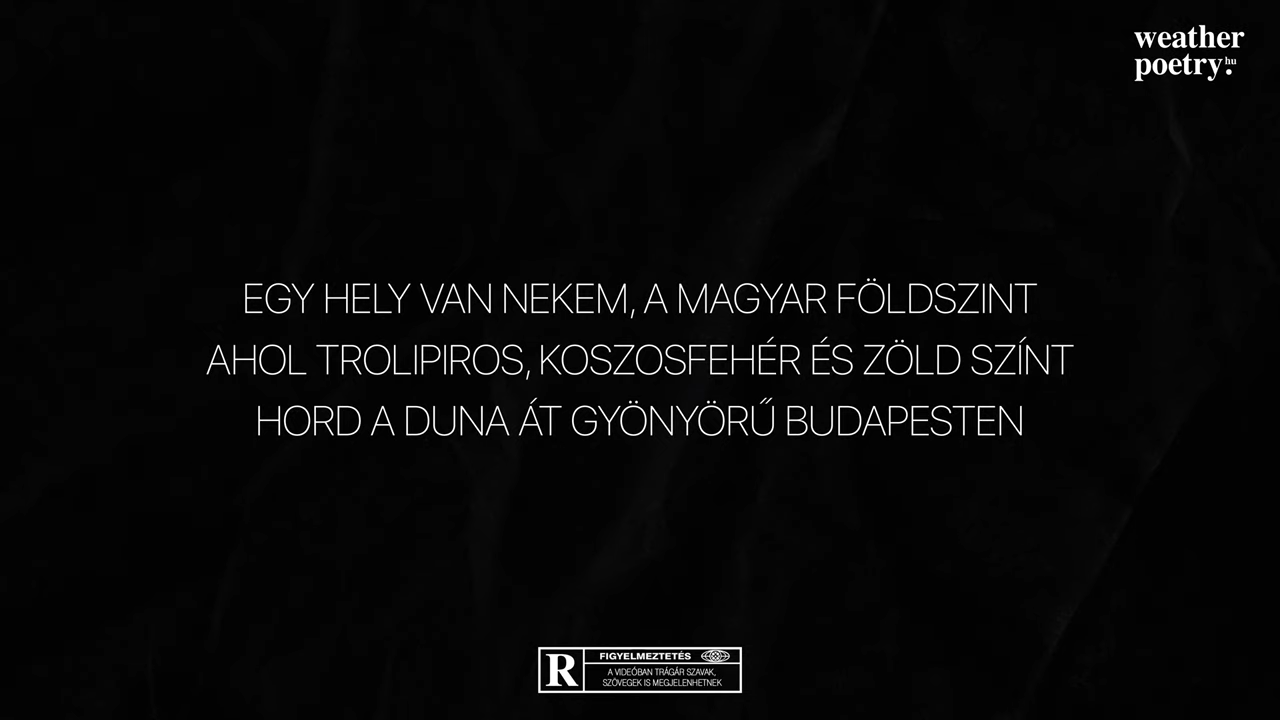 weather
poetry.hu
EGY HELY VAN NEKEM, A MAGYAR FÖLDSZINT
AHOL TROLIPIROS, KOSZOSFEHÉR ÉS ZÖLD SZÍNT
HORD A DUNA ÁT GYÖNYÖRŰ BUDAPESTEN
R
FIGYELMEZTETÉS
A VIDEÓBAN TRÁGÁR SZAVAK,
SZÖVEGEK IS MEGJELENHETNEK